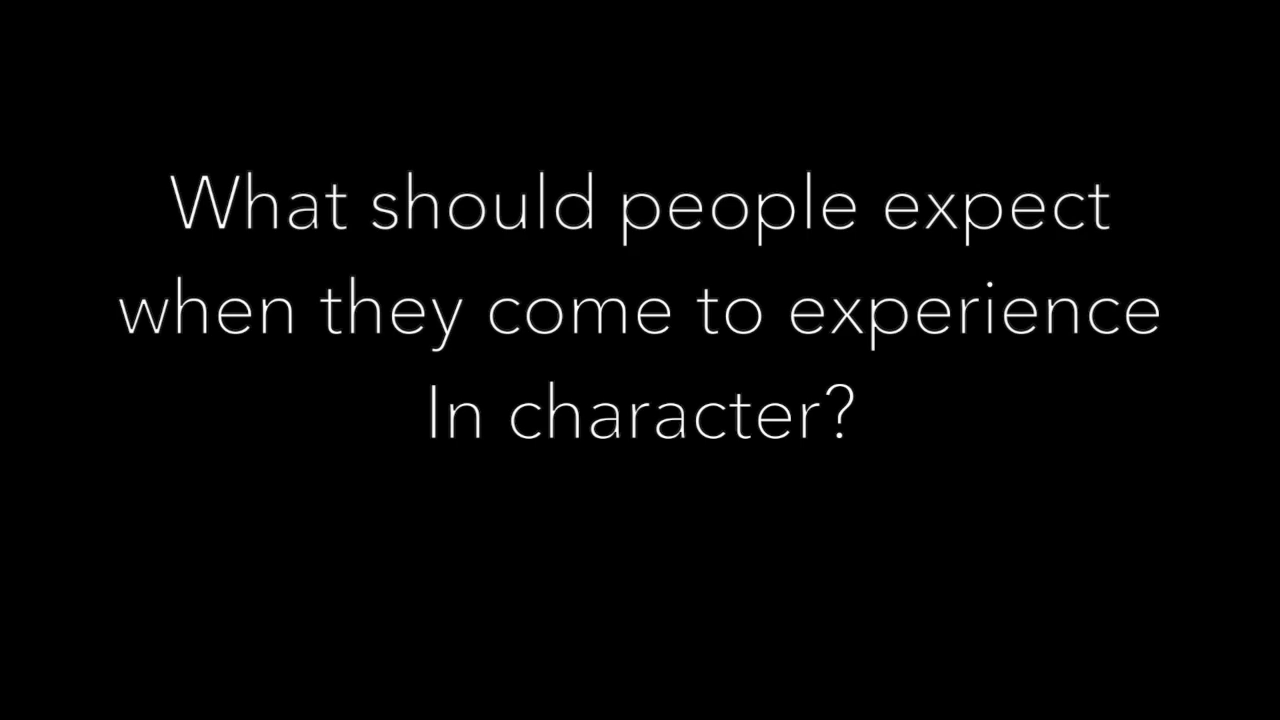 What should people expect
when they come to experience
In character?